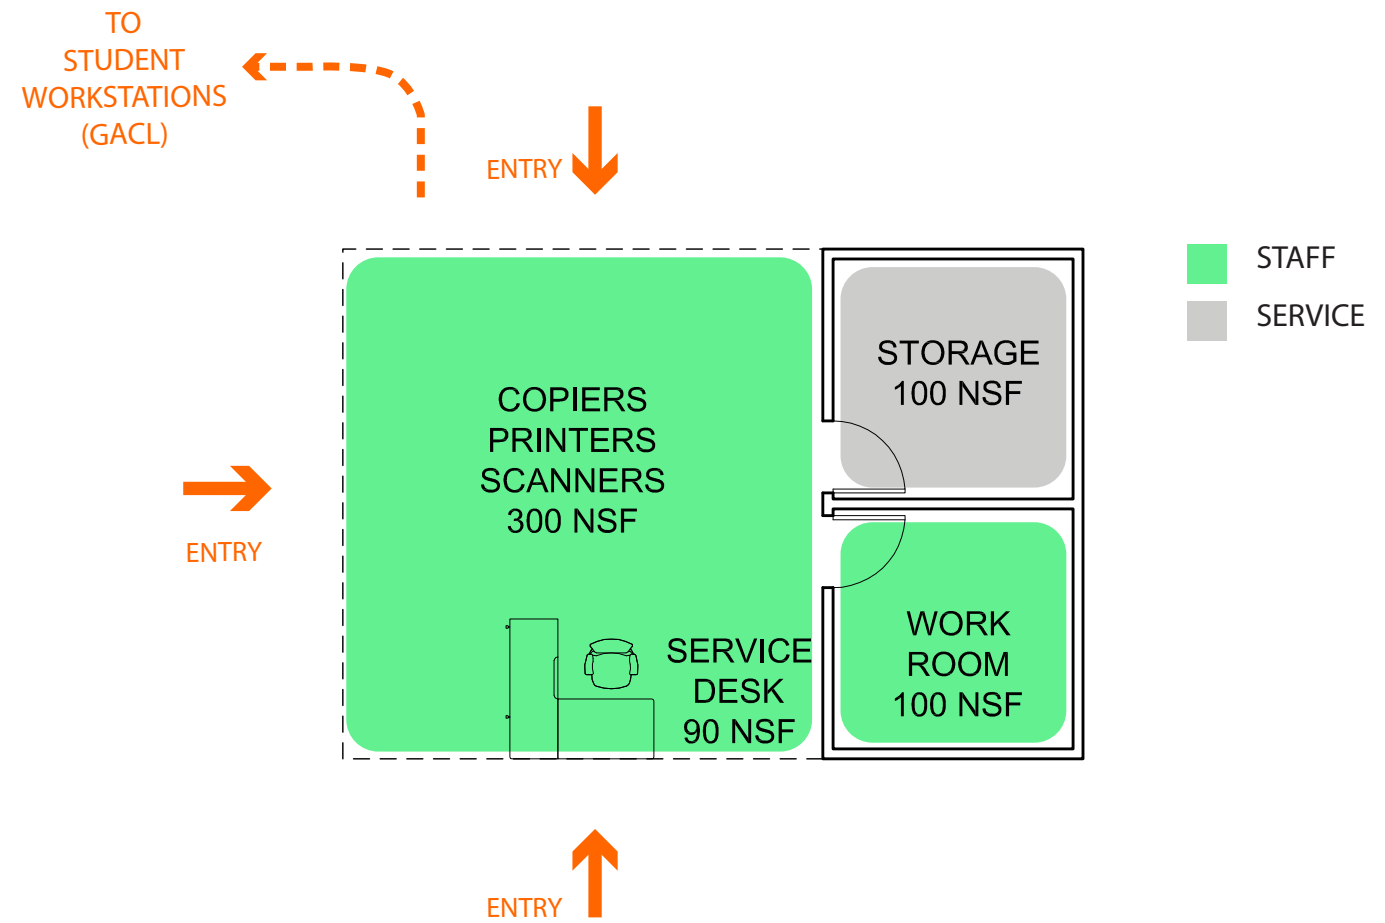 TO
STUDENT
WORKSTATIONS
(GACL)
ENTRY
STAFF
SERVICE
STORAGE
100 NSF
COPIERS
PRINTERS
SCANNERS
300 NSF
ENTRY
WORK
ROOM
100 NSF
SERVICE
DESK
90 NSF
ENTRY